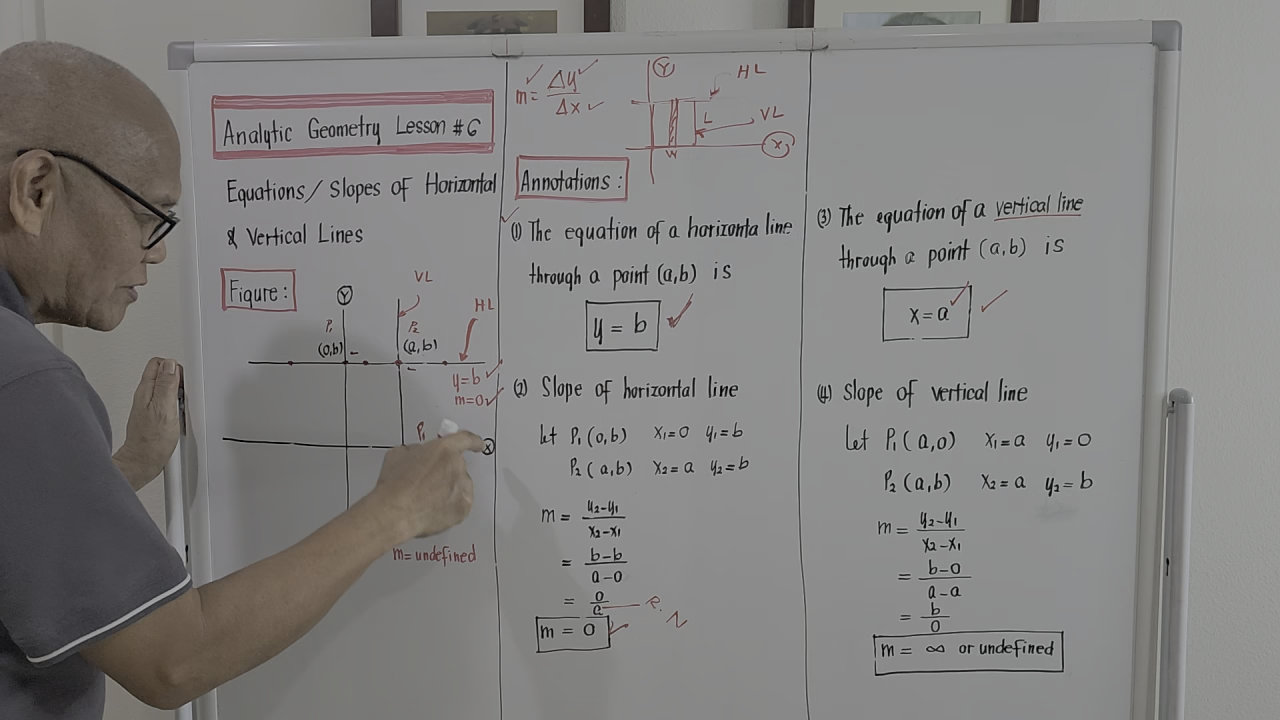 Analytic Geometry Lesson #6
Equations/Slopes of Horizontal
& Vertical Lines
Figure:
Y
VL
HL
P₁
(0,b)
P₂
(a,b)
y=b
m=0
P₁
X
m=undefined
m= Δy/Δx
Y
HL
L
VL
W
X
Annotations:
(1) The equation of a horizonta line
through a point (a,b) is
y = b
(2) Slope of horizontal line
let P₁(0,b) X₁=0 y₁=b
P₂(a,b) X₂=a y₂=b
m = y₂-y₁/x₂-x₁
= b-b/a-0
= 0/a
m = 0
(3) The equation of a vertical line
through a point (a,b) is
x=a
(4) Slope of vertical line
Let P₁(a,0) X₁=a y₁=0
P₂(a,b) X₂=a y₂=b
m = y₂-y₁/x₂-x₁
= b-0/a-a
= b/0
m = ∞ or undefined